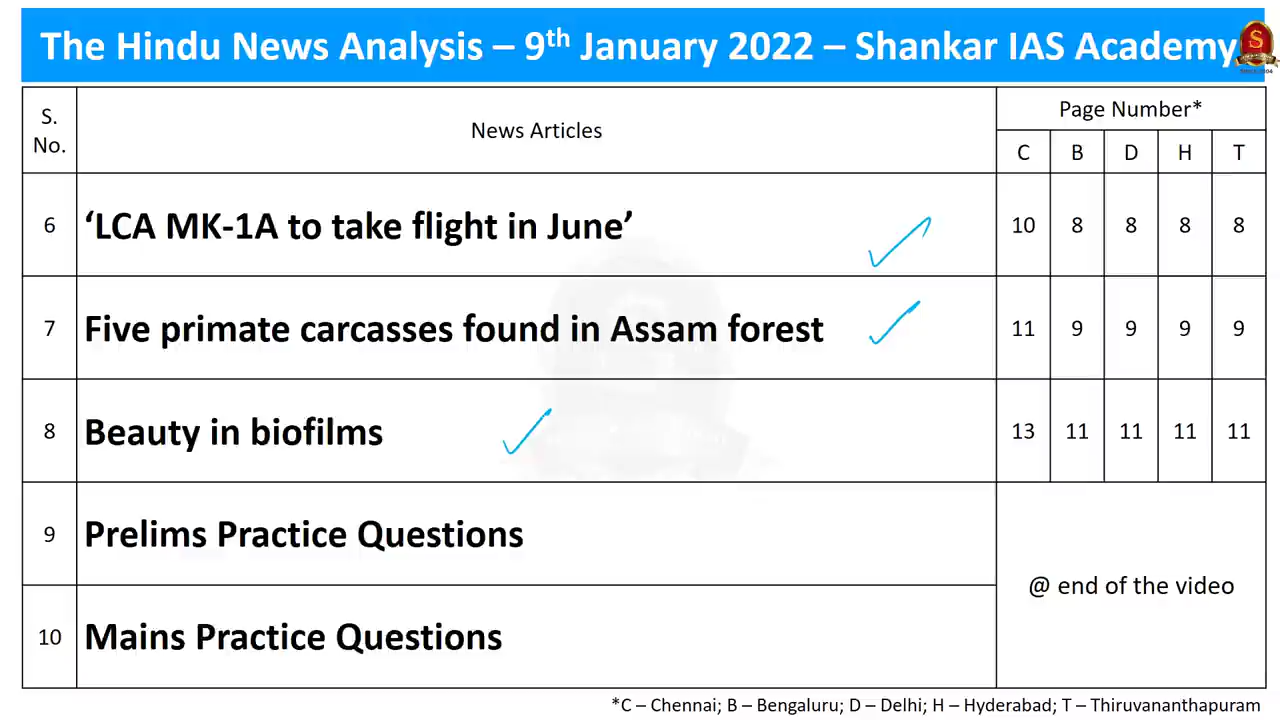 The Hindu News Analysis – 9th January 2022 – Shankar IAS Academy
S. No. News Articles Page Number*
C B D H T
6 ‘LCA MK-1A to take flight in June’ 10 8 8 8 8
7 Five primate carcasses found in Assam forest 11 9 9 9 9
8 Beauty in biofilms 13 11 11 11 11
9 Prelims Practice Questions
@ end of the video
10 Mains Practice Questions
*C – Chennai; B – Bengaluru; D – Delhi; H – Hyderabad; T – Thiruvananthapuram